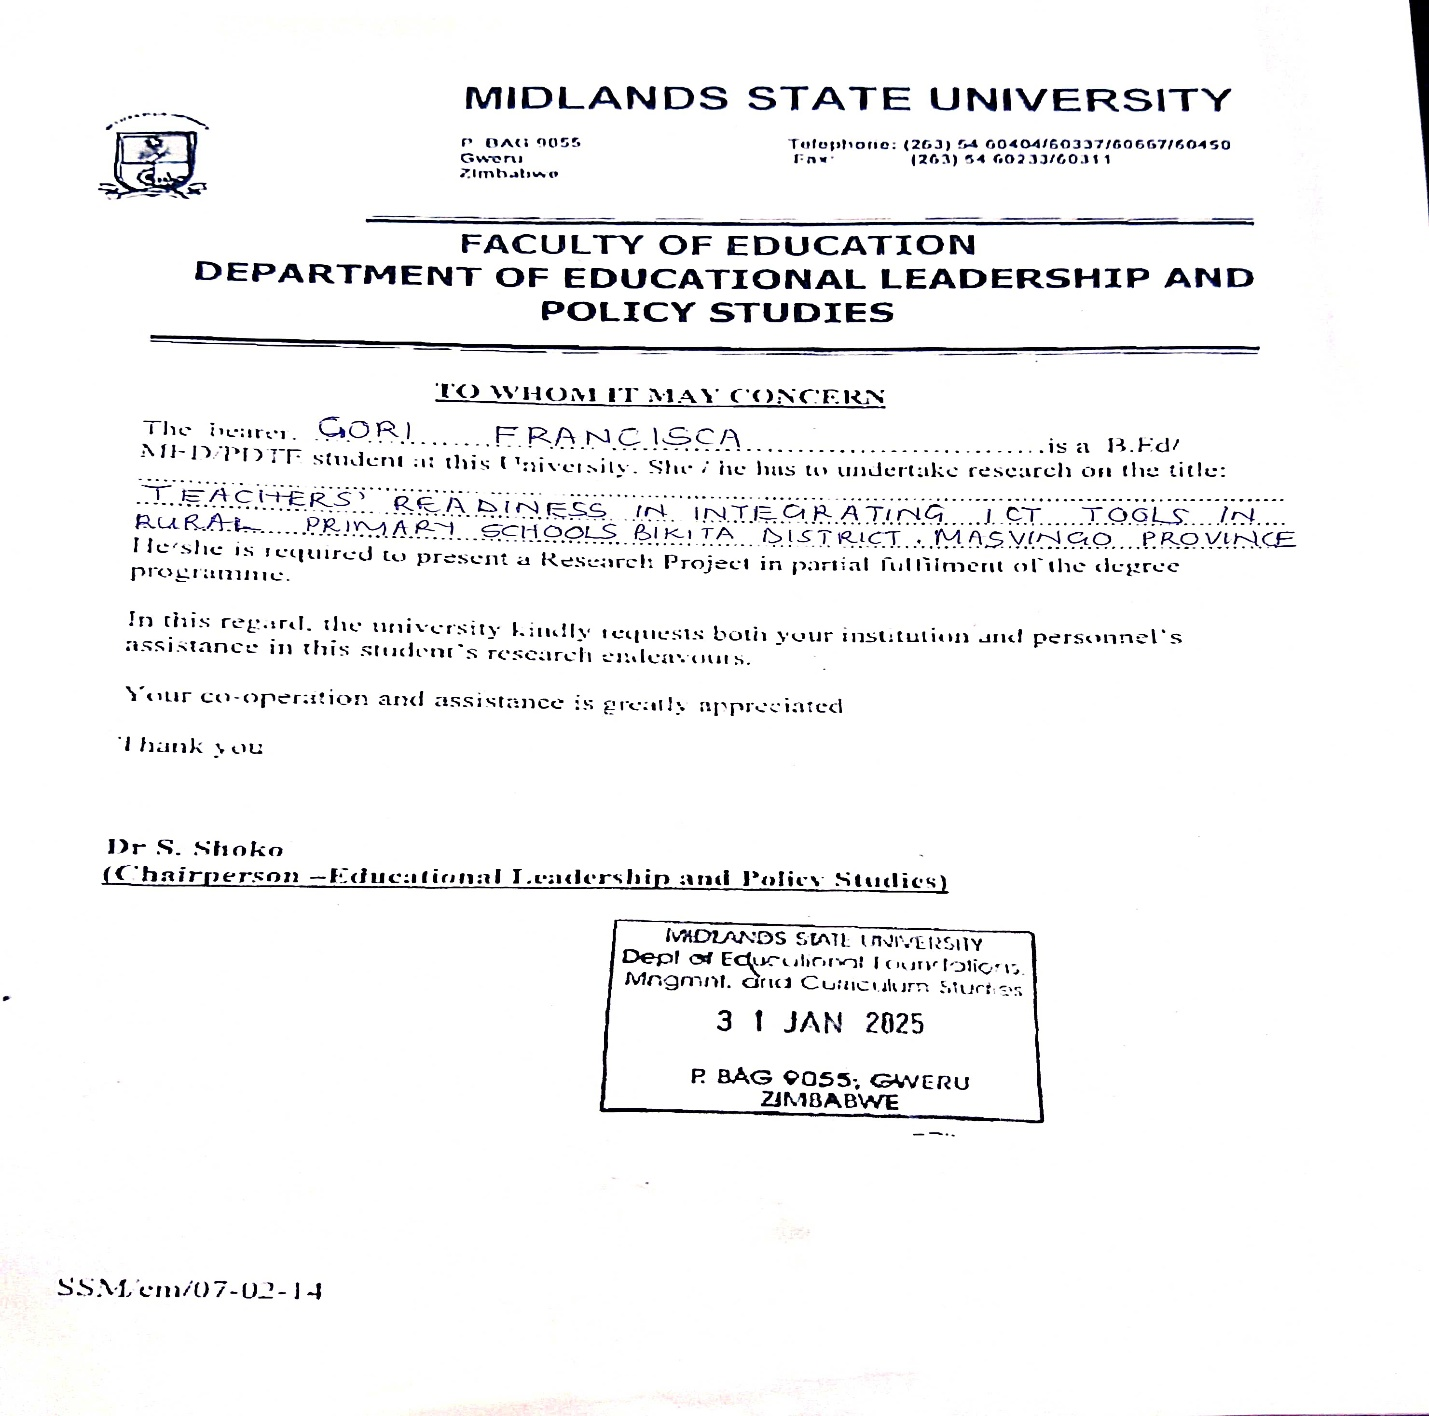 MIDLANDS STATE UNIVERSITY
P BAG 9055
Gweru
Zimbabwe
Telephone: (263) 54 60404/60337/60667/60450
Fax: (263) 54 60233/60311
FACULTY OF EDUCATION
DEPARTMENT OF EDUCATIONAL LEADERSHIP AND
POLICY STUDIES
TO WHOM IT MAY CONCERN
The bearer, GORI FRANCISCA is a B.Ed/
MED/PDTE student at this University. She / he has to undertake research on the title:
TEACHERS' READINESS IN INTEGRATING ICT TOOLS IN
RURAL PRIMARY SCHOOLS BIKITA DISTRICT. MASVINGO PROVINCE
He/she is required to present a Research Project in partial fulfilment of the degree
programme.
In this regard, the university kindly requests both your institution and personnel's
assistance in this student's research endeavours.
Your co-operation and assistance is greatly appreciated
Thank you
Dr S. Shoko
(Chairperson –Educational Leadership and Policy Studies)
MIDLANDS STATE UNIVERSITY
Dept of Educational Foundations,
Mngmnt. and Curriculum Studies
31 JAN 2025
P. BAG 9055, GWERU
ZIMBABWE
SSM/em/07-02-14